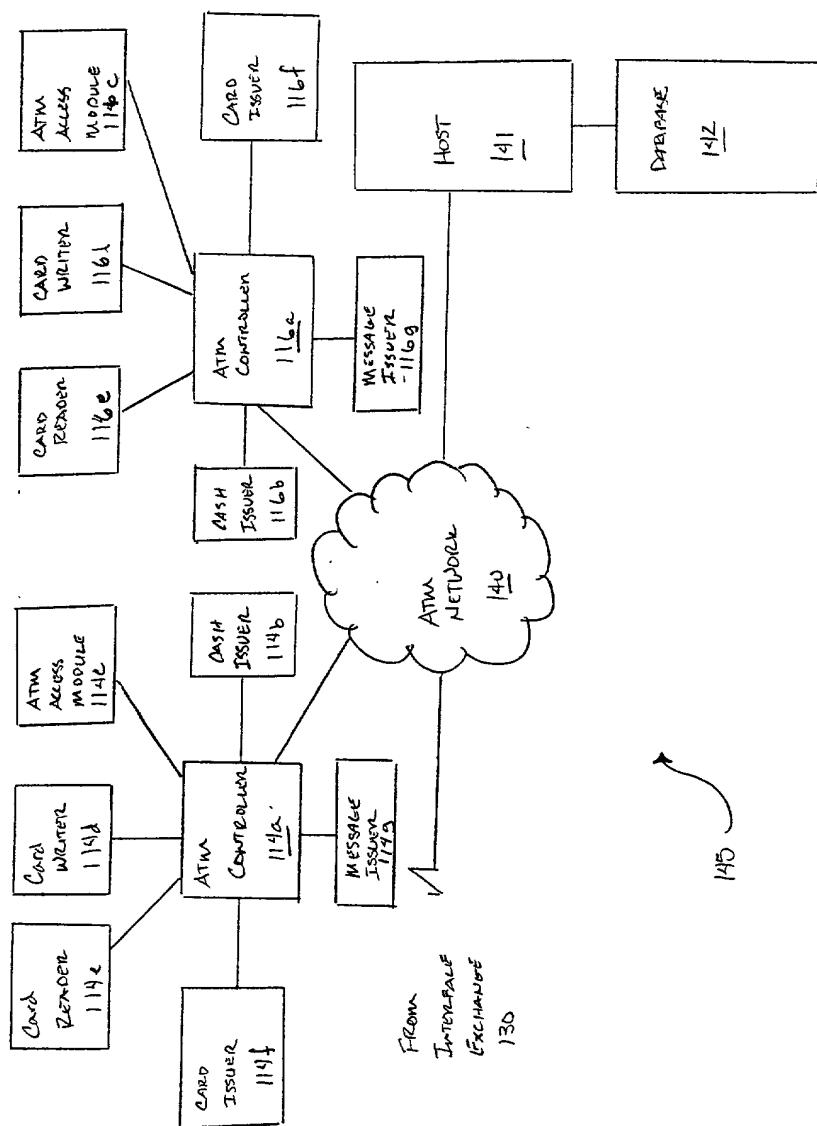 Card
READER
114e
Card
WRITER
114d
ATM
ACCESS
MODULE
114c
CARD
READER
116e
CARD
WRITER
116d
ATM
ACCESS
MODULE
116c
CARD
ISSUER
114f
ATM
CONTROLLER
114a
CASH
ISSUER
114b
CASH
ISSUER
116b
ATM
CONTROLLER
116a
CARD
ISSUER
116f
MESSAGE
ISSUER
114g
MESSAGE
ISSUER
-116g
FROM
INTERFACE
EXCHANGE
130
ATM
NETWORK
140
HOST
141
DATABASE
142
145